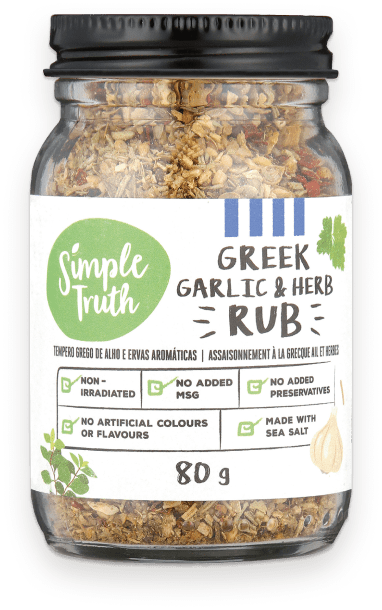 Simple
Truth
GREEK
GARLIC & HERB
RUB
TEMPERO GREGO DE ALHO E ERVAS AROMÁTICAS | ASSAISONNEMENT À LA GRECQUE AIL ET HERBES
NON-
IRRADIATED
NO ADDED
MSG
NO ADDED
PRESERVATIVES
NO ARTIFICIAL COLOURS
OR FLAVOURS
MADE WITH
SEA SALT
80 g